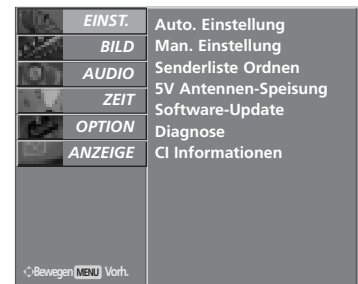 EINST.
BILD
AUDIO
ZEIT
OPTION
ANZEIGE
Auto. Einstellung
Man. Einstellung
Senderliste Ordnen
5V Antennen-Speisung
Software-Update
Diagnose
CI Informationen
Bewegen MENU Vorh.